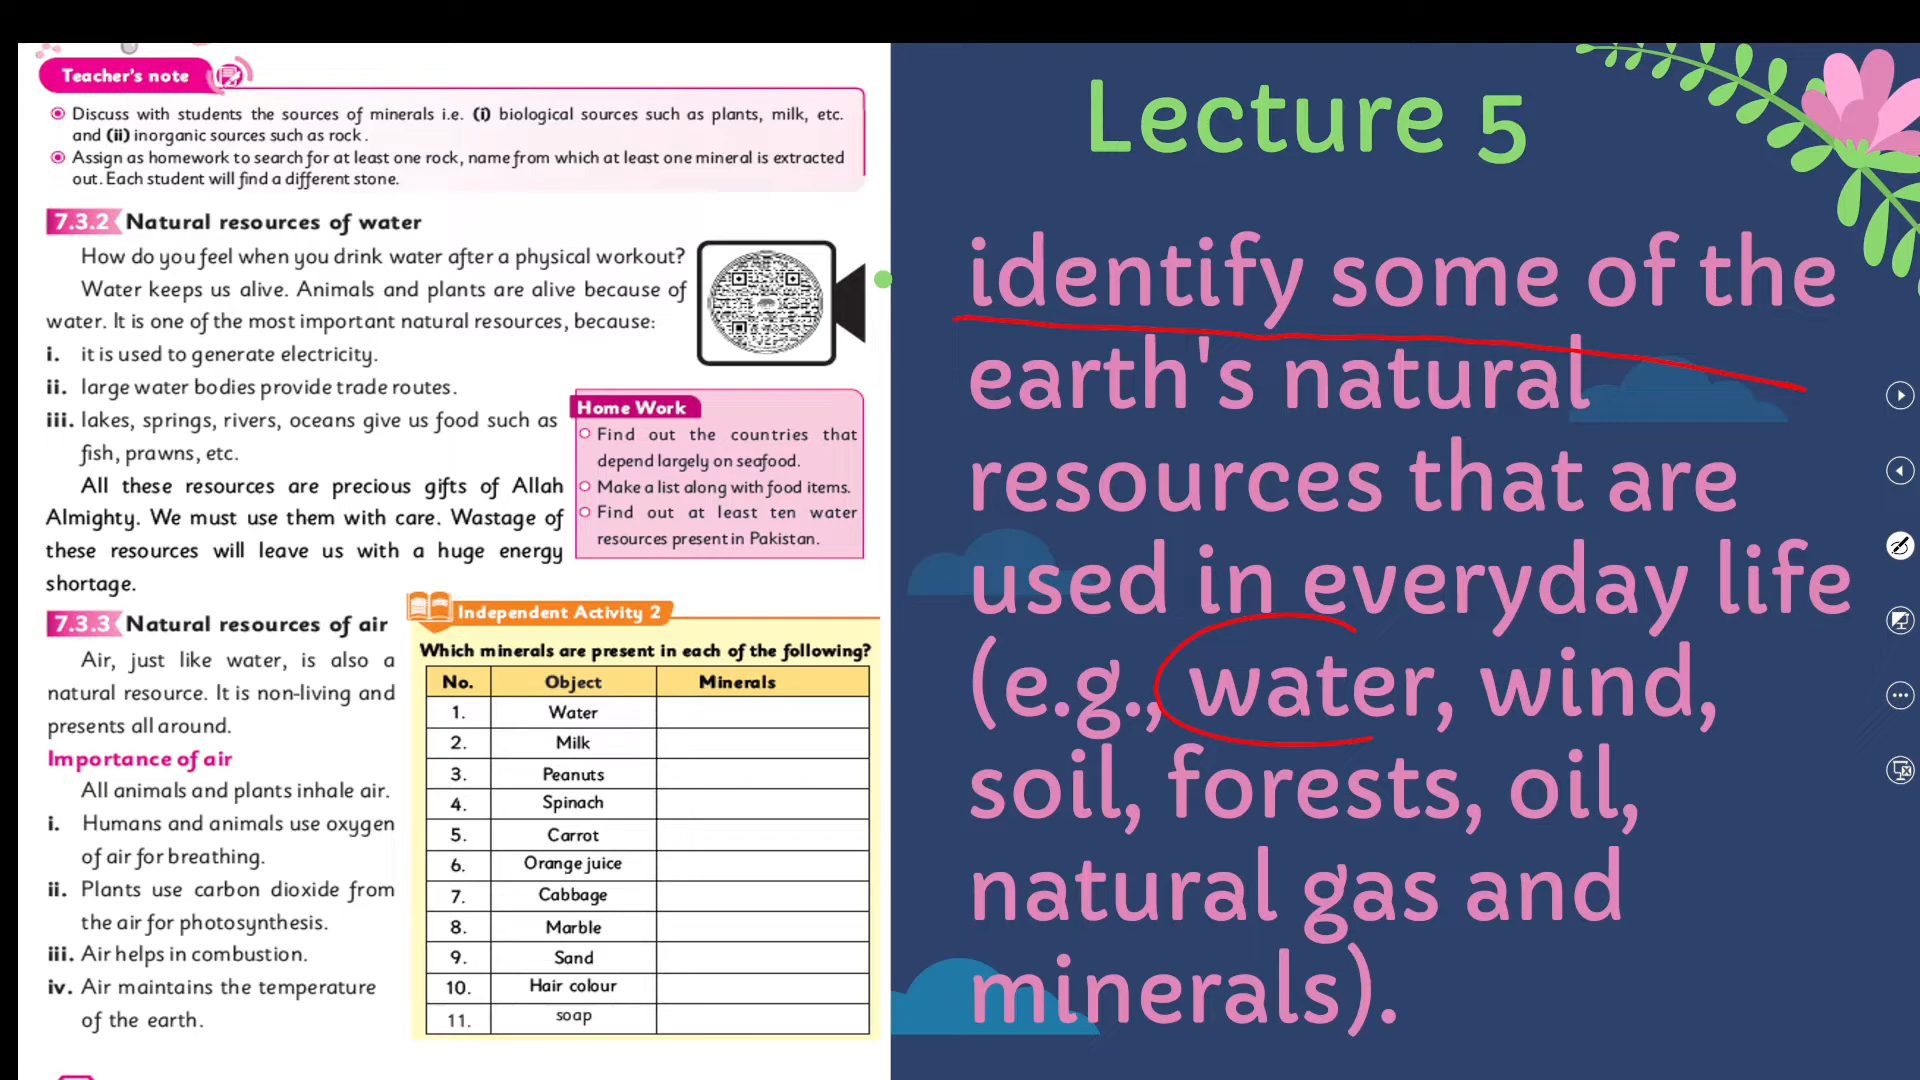 Teacher's note
Discuss with students the sources of minerals i.e. (i) biological sources such as plants, milk, etc.
and (ii) inorganic sources such as rock.
Assign as homework to search for at least one rock, name from which at least one mineral is extracted
out. Each student will find a different stone.
7.3.2 Natural resources of water
How do you feel when you drink water after a physical workout?
Water keeps us alive. Animals and plants are alive because of
water. It is one of the most important natural resources, because:
i. it is used to generate electricity.
ii. large water bodies provide trade routes.
iii. lakes, springs, rivers, oceans give us food such as
fish, prawns, etc.
All these resources are precious gifts of Allah
Almighty. We must use them with care. Wastage of
these resources will leave us with a huge energy
shortage.
Home Work
Find out the countries that
depend largely on seafood.
Make a list along with food items.
Find out at least ten water
resources present in Pakistan.
7.3.3 Natural resources of air
Air, just like water, is also a
natural resource. It is non-living and
presents all around.
Importance of air
All animals and plants inhale air.
i. Humans and animals use oxygen
of air for breathing.
ii. Plants use carbon dioxide from
the air for photosynthesis.
iii. Air helps in combustion.
iv. Air maintains the temperature
of the earth.
Independent Activity 2
Which minerals are present in each of the following?
No. Object Minerals
1. Water
2. Milk
3. Peanuts
4. Spinach
5. Carrot
6. Orange juice
7. Cabbage
8. Marble
9. Sand
10. Hair colour
11. soap
Lecture 5
identify some of the
earth's natural
resources that are
used in everyday life
(e.g., water, wind,
soil, forests, oil,
natural gas and
minerals).